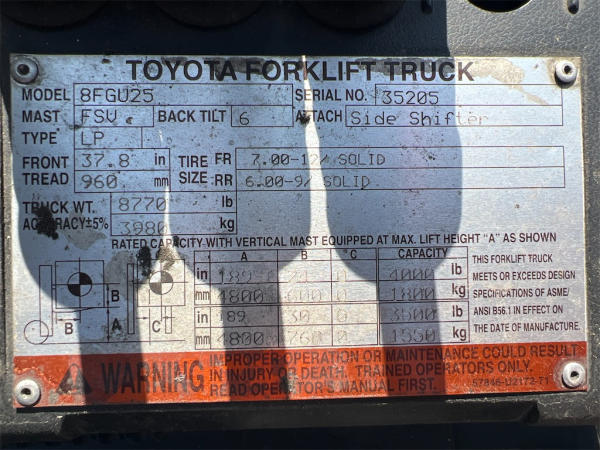 TOYOTA FORKLIFT TRUCK
MODEL 8FGU25 SERIAL NO. 35205
MAST FSV BACK TILT 6 ATTACH Side Shifter
TYPE LP
FRONT 37.8 in TIRE FR 7.00-12/ SOLID
TREAD 960 mm SIZE RR 6.00-9/ SOLID
TRUCK WT. 8770 lb
ACCURACY±5% 3980 kg
RATED CAPACITY WITH VERTICAL MAST EQUIPPED AT MAX. LIFT HEIGHT "A" AS SHOWN
A B C CAPACITY
in 189 0 4000 lb
mm 4800 600 0 1800 kg
in 189 30 0 3500 lb
mm 4800 760 0 1550 kg
B
B A C
THIS FORKLIFT TRUCK
MEETS OR EXCEEDS DESIGN
SPECIFICATIONS OF ASME/
ANSI B56.1 IN EFFECT ON
THE DATE OF MANUFACTURE.
WARNING
IMPROPER OPERATION OR MAINTENANCE COULD RESULT
IN INJURY OR DEATH. TRAINED OPERATORS ONLY.
READ OPERATOR'S MANUAL FIRST. 57846-U2172-71